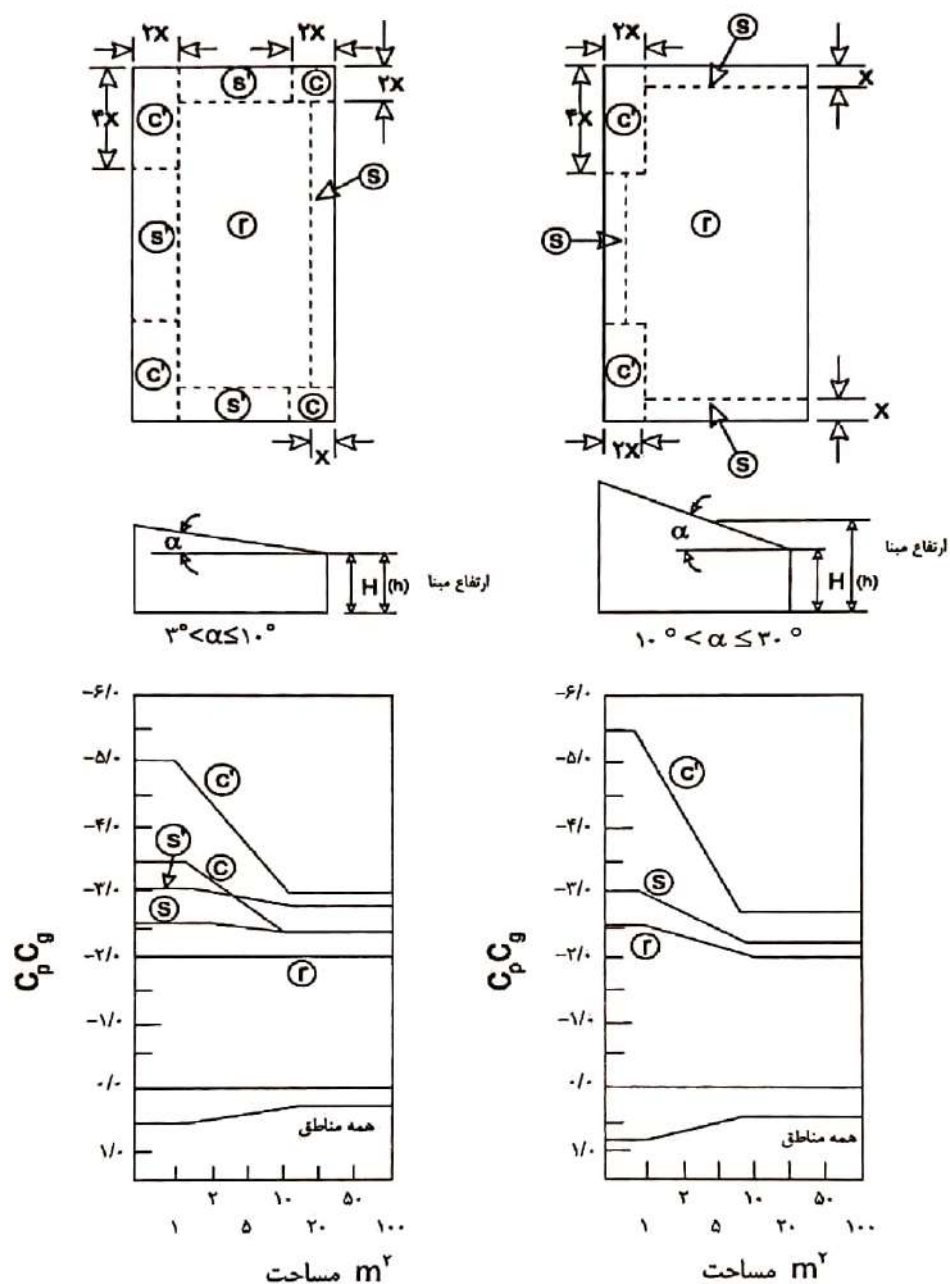 ۲X ۲X
s' c
۲X
۴X
c'
s
s' r
c'
s' c
X
α
H (h) ارتفاع مبنا
۳°<α≤۱۰°
s
۲X
X
c'
۴X
r
s
c'
X
۲X
s
α
H (h) ارتفاع مبنا
۱۰°<α≤۳۰°
-۶/۰
-۵/۰
-۴/۰
-۳/۰
-۲/۰
-۱/۰
۰/۰
۱/۰
CpCg
c'
s'
c
s
r
همه مناطق
۲ ۱۰ ۵۰
۱ ۵ ۲۰ ۱۰۰
مساحت m۲
-۶/۰
-۵/۰
-۴/۰
-۳/۰
-۲/۰
-۱/۰
۰/۰
۱/۰
CpCg
c'
s
r
همه مناطق
۲ ۱۰ ۵۰
۱ ۵ ۲۰ ۱۰۰
مساحت m۲